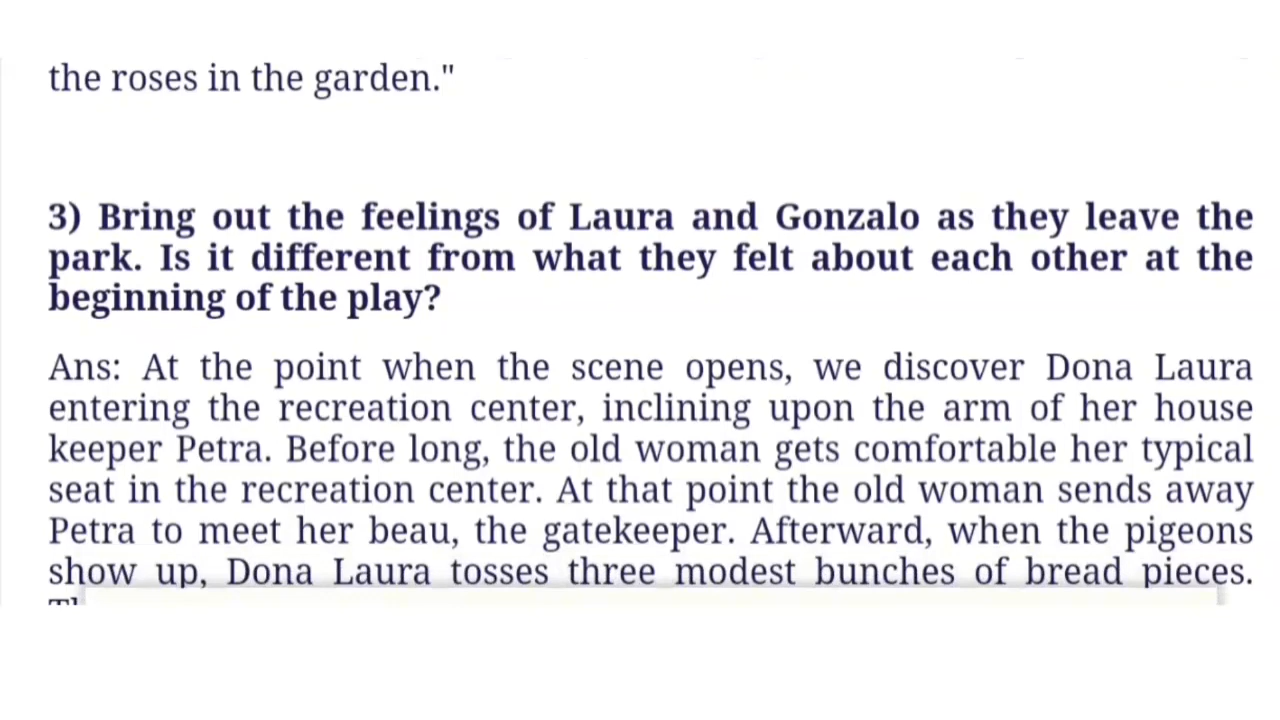 the roses in the garden."
3) Bring out the feelings of Laura and Gonzalo as they leave the
park. Is it different from what they felt about each other at the
beginning of the play?
Ans: At the point when the scene opens, we discover Dona Laura
entering the recreation center, inclining upon the arm of her house
keeper Petra. Before long, the old woman gets comfortable her typical
seat in the recreation center. At that point the old woman sends away
Petra to meet her beau, the gatekeeper. Afterward, when the pigeons
show up, Dona Laura tosses three modest bunches of bread pieces.